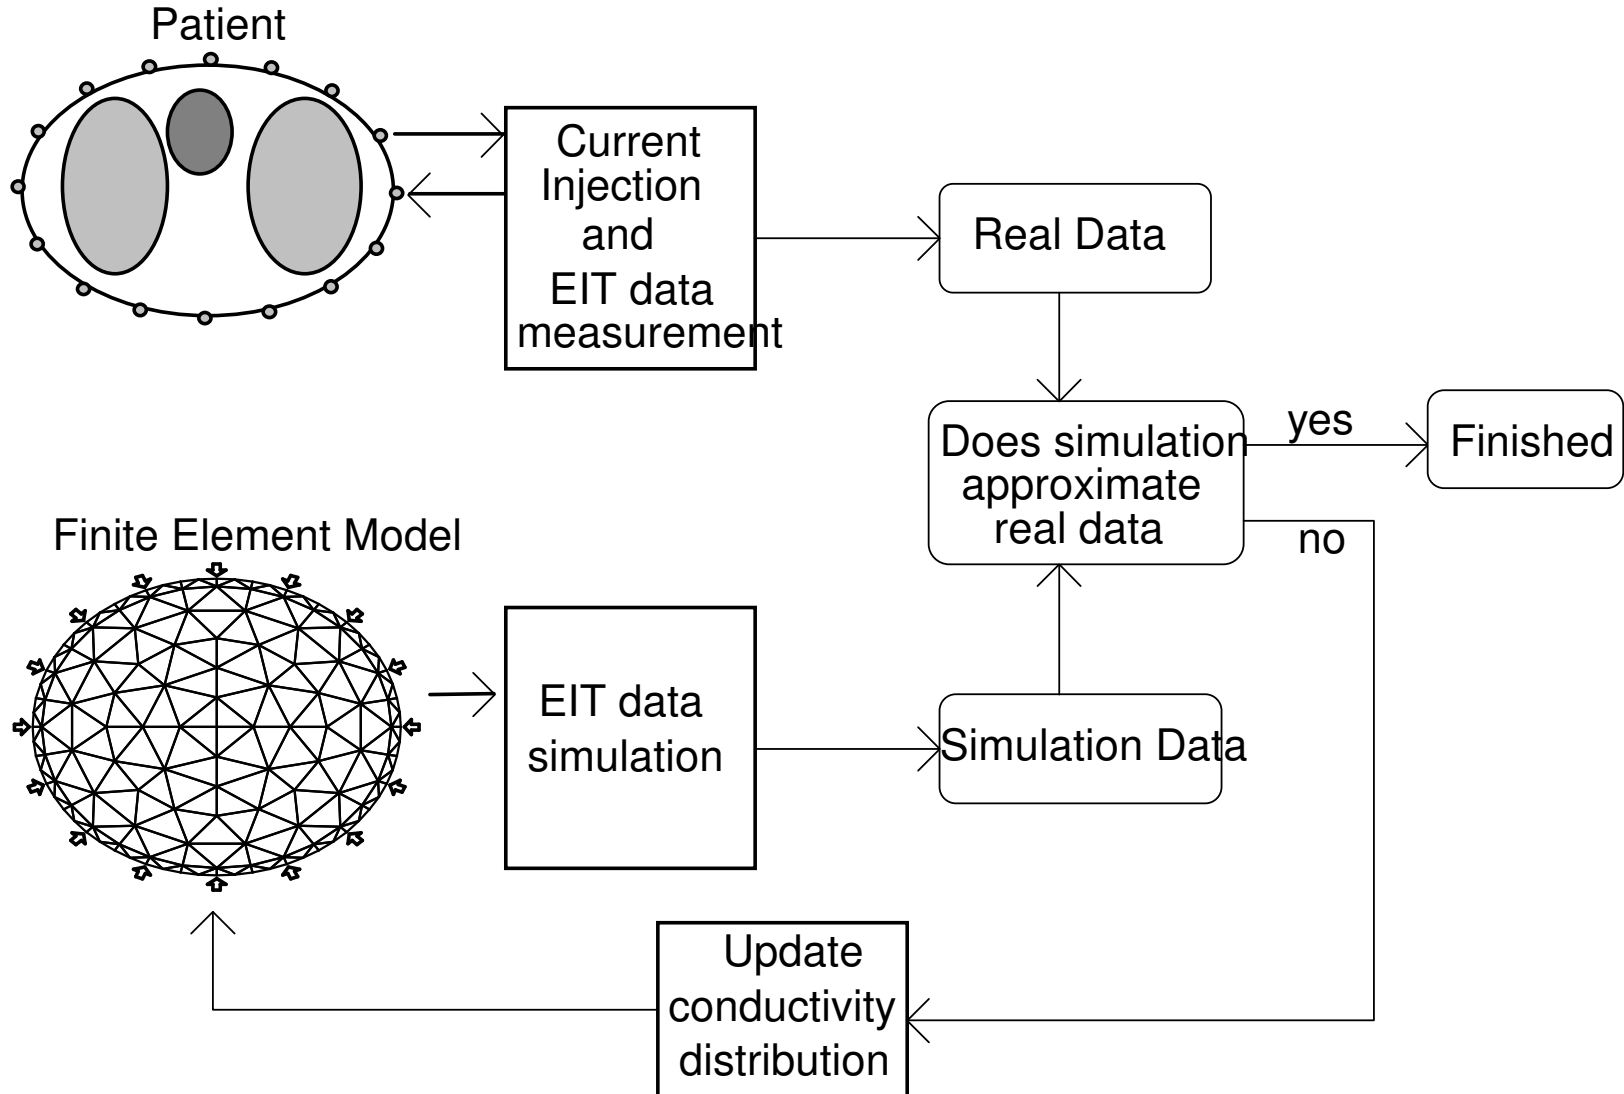 Patient
Current
Injection
and
EIT data
measurement
Real Data
Does simulation
approximate
real data
yes
Finished
no
Finite Element Model
EIT data
simulation
Simulation Data
Update
conductivity
distribution